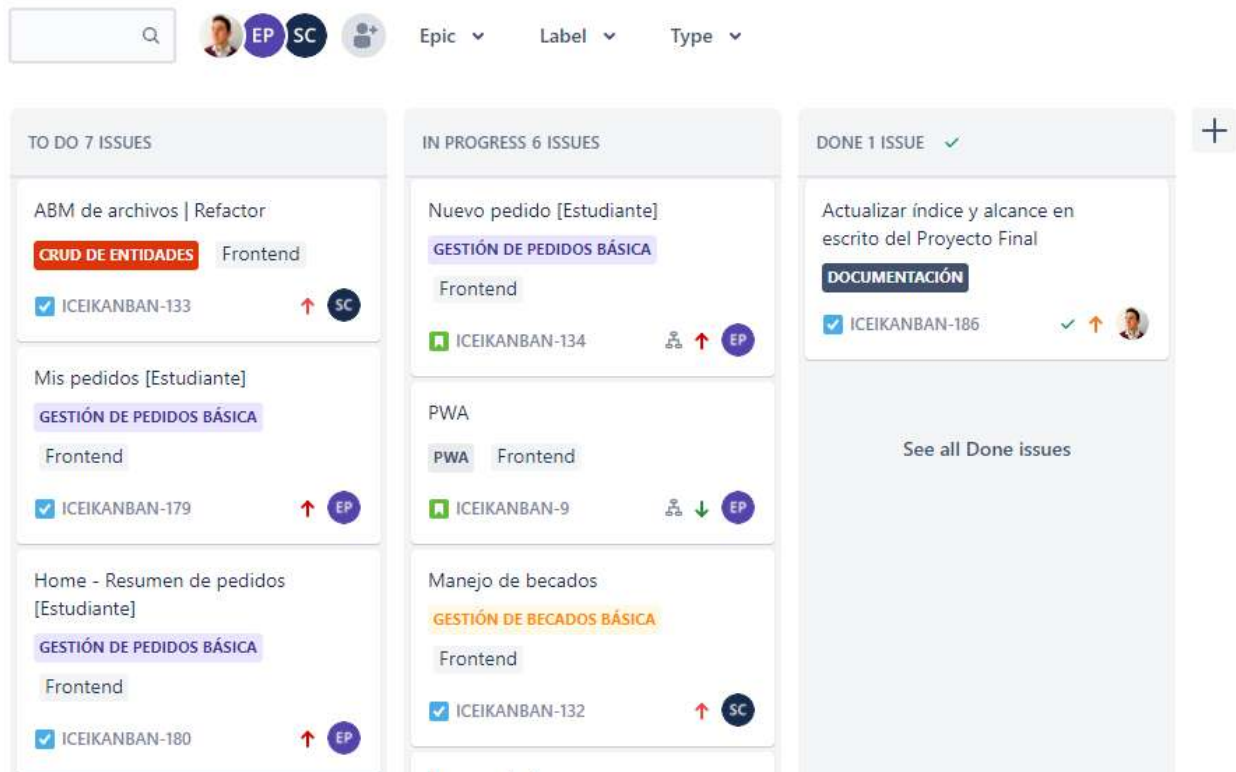 EP
SC
Epic
Label
Type
TO DO 7 ISSUES
ABM de archivos | Refactor
CRUD DE ENTIDADES Frontend
ICEIKANBAN-133 SC
Mis pedidos [Estudiante]
GESTIÓN DE PEDIDOS BÁSICA
Frontend
ICEIKANBAN-179 EP
Home - Resumen de pedidos
[Estudiante]
GESTIÓN DE PEDIDOS BÁSICA
Frontend
ICEIKANBAN-180 EP
IN PROGRESS 6 ISSUES
Nuevo pedido [Estudiante]
GESTIÓN DE PEDIDOS BÁSICA
Frontend
ICEIKANBAN-134 EP
PWA
PWA Frontend
ICEIKANBAN-9 EP
Manejo de becados
GESTIÓN DE BECADOS BÁSICA
Frontend
ICEIKANBAN-132 SC
DONE 1 ISSUE
Actualizar índice y alcance en
escrito del Proyecto Final
DOCUMENTACIÓN
ICEIKANBAN-186
See all Done issues